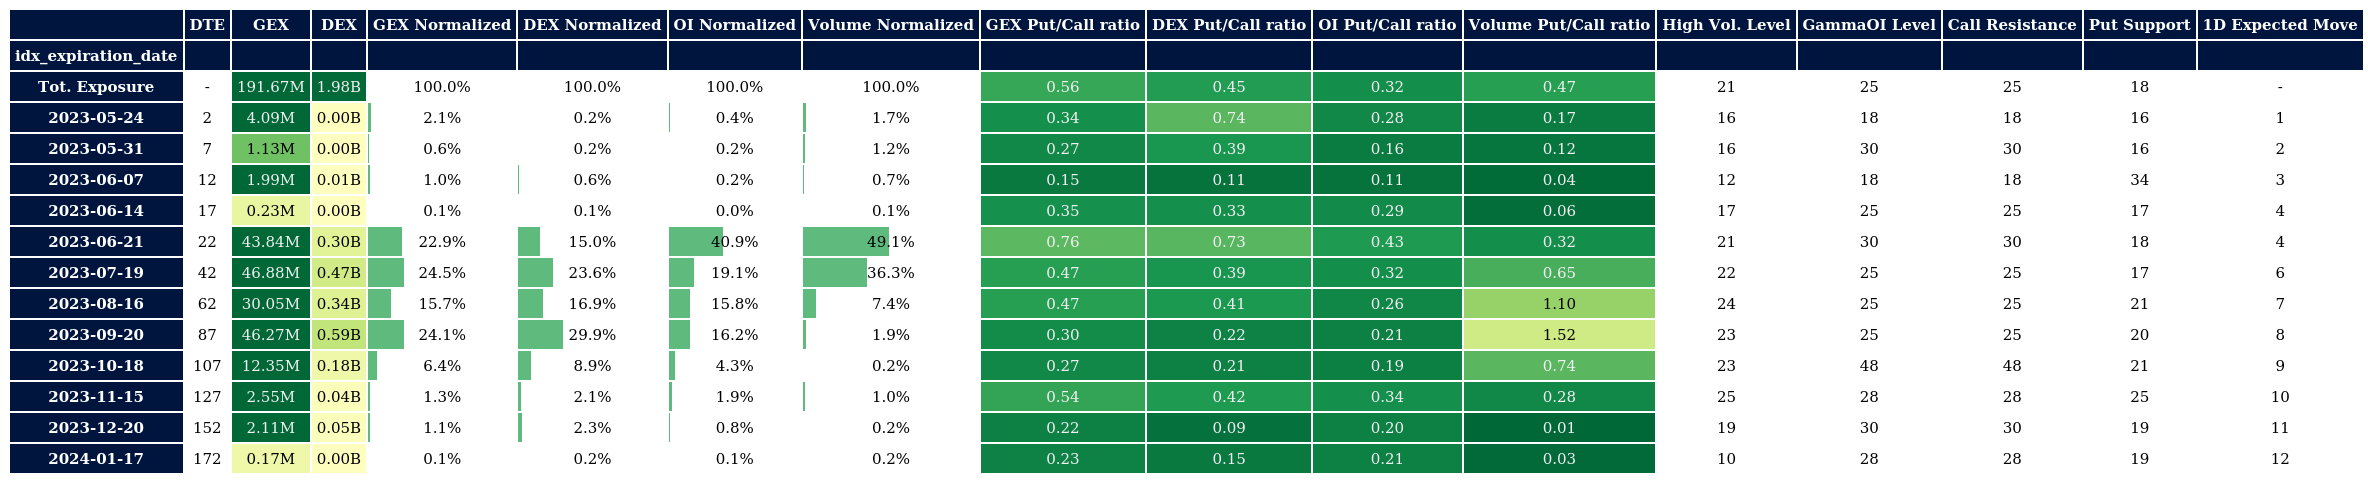 DTE GEX DEX GEX Normalized DEX Normalized OI Normalized Volume Normalized GEX Put/Call ratio DEX Put/Call ratio OI Put/Call ratio Volume Put/Call ratio High Vol. Level GammaOI Level Call Resistance Put Support 1D Expected Move
idx_expiration_date
Tot. Exposure - 191.67M 1.98B 100.0% 100.0% 100.0% 100.0% 0.56 0.45 0.32 0.47 21 25 25 18 -
2023-05-24 2 4.09M 0.00B 2.1% 0.2% 0.4% 1.7% 0.34 0.74 0.28 0.17 16 18 18 16 1
2023-05-31 7 1.13M 0.00B 0.6% 0.2% 0.2% 1.2% 0.27 0.39 0.16 0.12 16 30 30 16 2
2023-06-07 12 1.99M 0.01B 1.0% 0.6% 0.2% 0.7% 0.15 0.11 0.11 0.04 12 18 18 34 3
2023-06-14 17 0.23M 0.00B 0.1% 0.1% 0.0% 0.1% 0.35 0.33 0.29 0.06 17 25 25 17 4
2023-06-21 22 43.84M 0.30B 22.9% 15.0% 40.9% 49.1% 0.76 0.73 0.43 0.32 21 30 30 18 4
2023-07-19 42 46.88M 0.47B 24.5% 23.6% 19.1% 36.3% 0.47 0.39 0.32 0.65 22 25 25 17 6
2023-08-16 62 30.05M 0.34B 15.7% 16.9% 15.8% 7.4% 0.47 0.41 0.26 1.10 24 25 25 21 7
2023-09-20 87 46.27M 0.59B 24.1% 29.9% 16.2% 1.9% 0.30 0.22 0.21 1.52 23 25 25 20 8
2023-10-18 107 12.35M 0.18B 6.4% 8.9% 4.3% 0.2% 0.27 0.21 0.19 0.74 23 48 48 21 9
2023-11-15 127 2.55M 0.04B 1.3% 2.1% 1.9% 1.0% 0.54 0.42 0.34 0.28 25 28 28 25 10
2023-12-20 152 2.11M 0.05B 1.1% 2.3% 0.8% 0.2% 0.22 0.09 0.20 0.01 19 30 30 19 11
2024-01-17 172 0.17M 0.00B 0.1% 0.2% 0.1% 0.2% 0.23 0.15 0.21 0.03 10 28 28 19 12